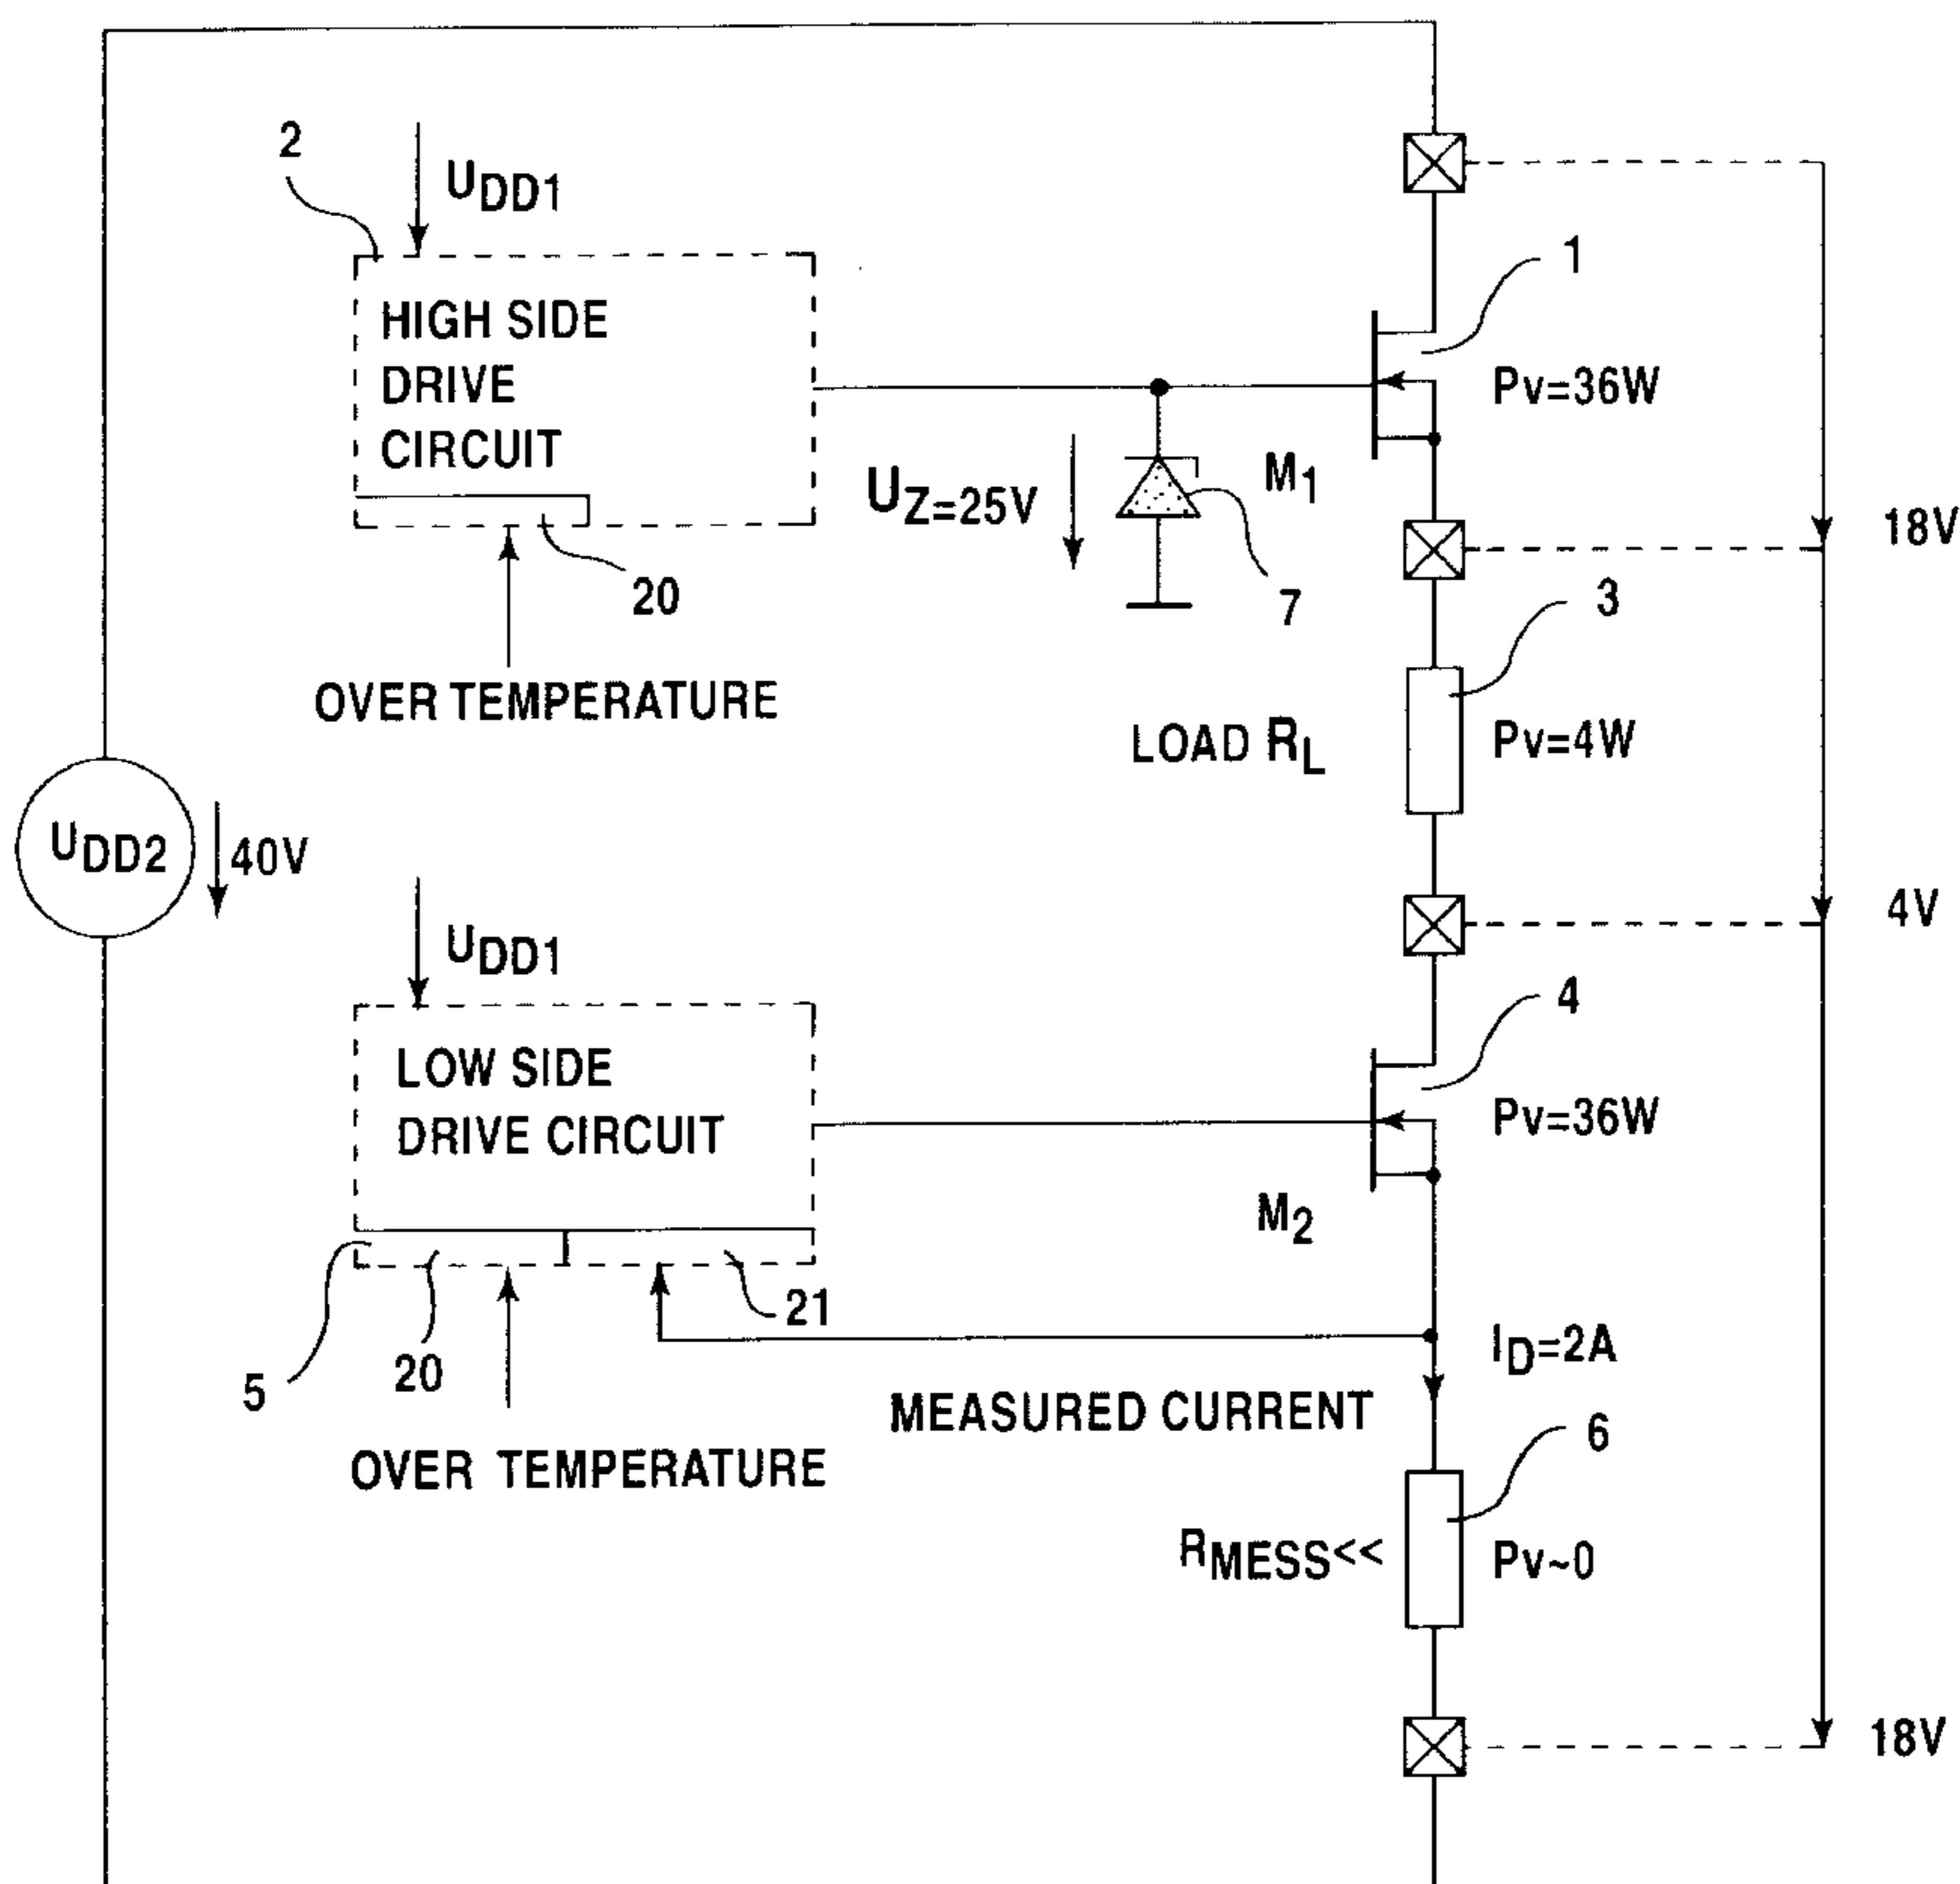 2
UDD1
HIGH SIDE
DRIVE
CIRCUIT
20
OVER TEMPERATURE
UZ=25V
7
M1
1
PV=36W
18V
3
LOAD RL
PV=4W
UDD2
40V
4V
UDD1
LOW SIDE
DRIVE CIRCUIT
4
PV=36W
M2
5
20
21
OVER TEMPERATURE
ID=2A
MEASURED CURRENT
6
RMESS<<
PV~0
18V